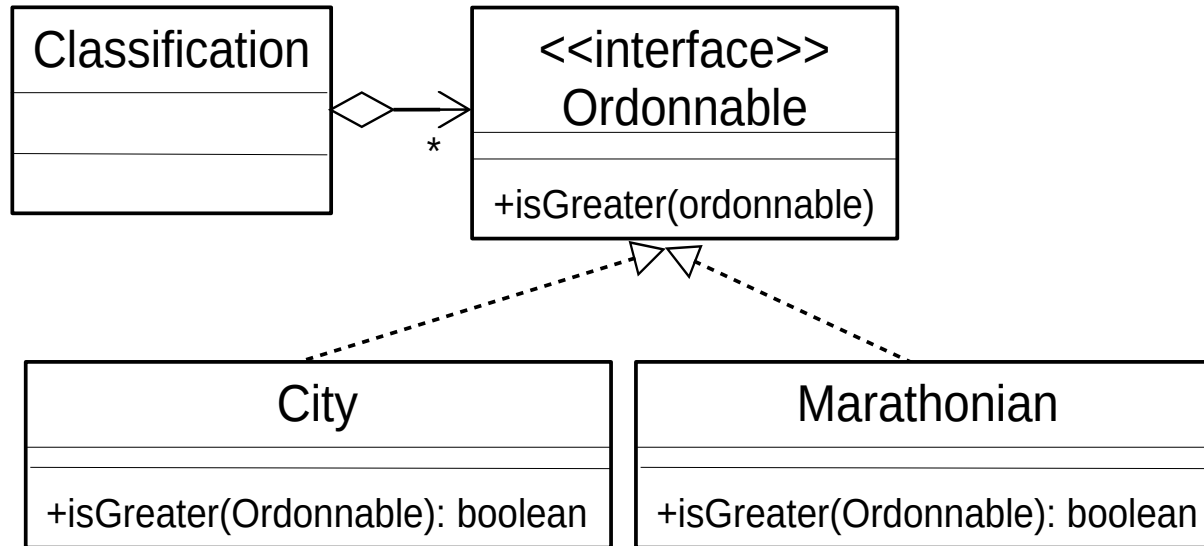 Classification
<<interface>>
Ordonnable
*
+isGreater(ordonnable)
City
+isGreater(Ordonnable): boolean
Marathonian
+isGreater(Ordonnable): boolean